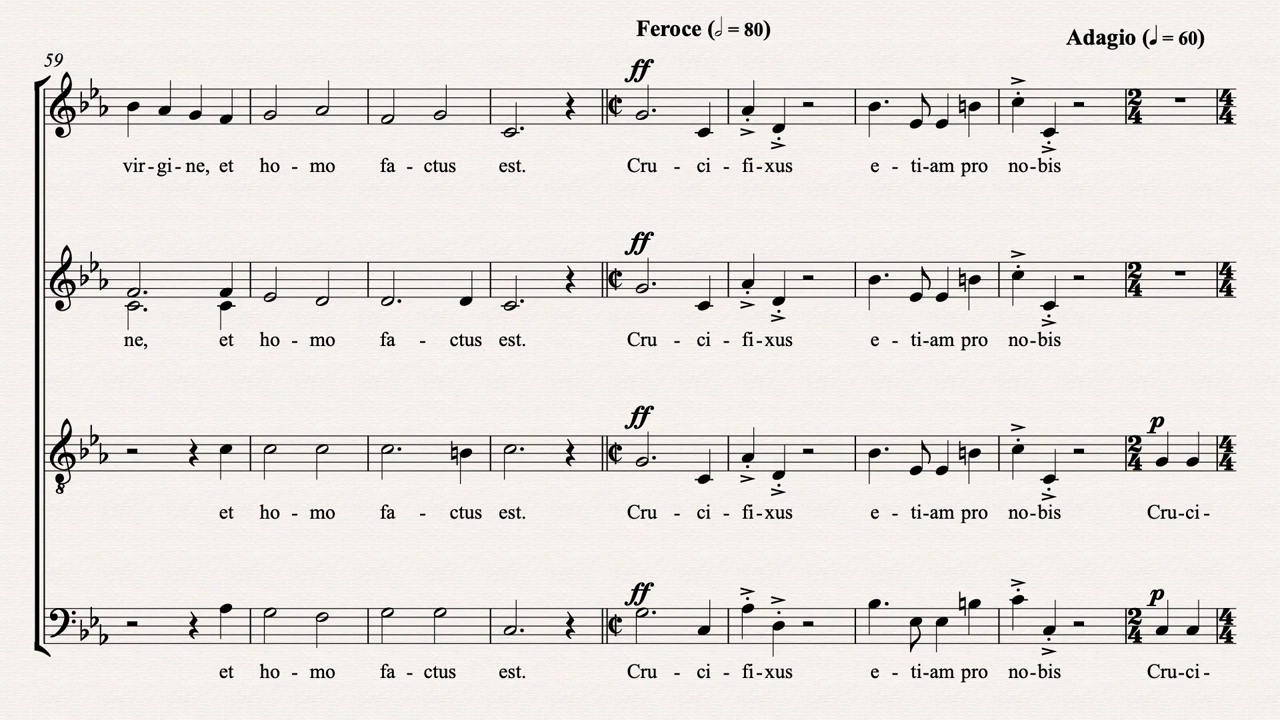 Feroce (𝅗𝅥 = 80)
Adagio (♩ = 60)
59
ff
vir-gi-ne, et ho - mo fa - ctus est. Cru - ci - fi-xus e - ti-am pro no-bis
ff
ne, et ho - mo fa - ctus est. Cru - ci - fi-xus e - ti-am pro no-bis
ff p
et ho - mo fa - ctus est. Cru - ci - fi-xus e - ti-am pro no-bis Cru-ci-
ff p
et ho - mo fa - ctus est. Cru - ci - fi-xus e - ti-am pro no-bis Cru-ci-